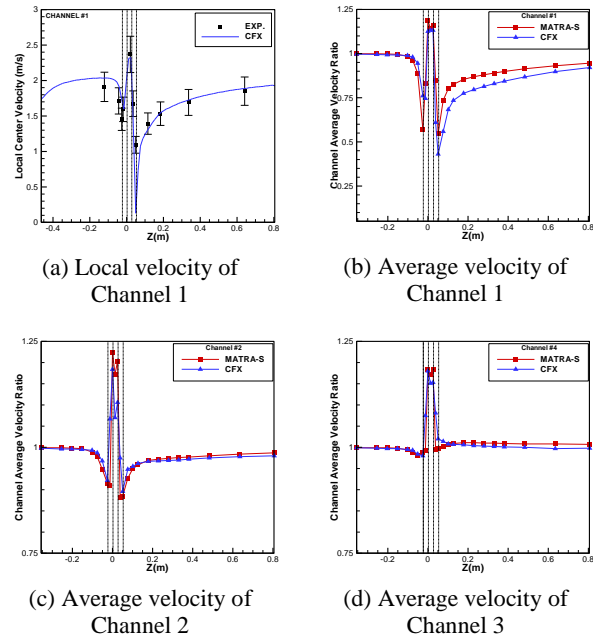 CHANNEL #1
EXP.
CFX
Local Center Velocity (m/s)
3
2.5
2
1.5
1
0.5
0
-0.4
-0.2
0
0.2
0.4
0.6
0.8
Z(m)
(a) Local velocity of
Channel 1
Channel #1
MATRA-S
CFX
Channel Average Velocity Ratio
1.25
1
0.75
0.5
0.25
-0.2
0
0.2
0.4
0.6
0.8
Z(m)
(b) Average velocity of
Channel 1
Channel #2
MATRA-S
CFX
Channel Average Velocity Ratio
1.25
1
0.75
-0.2
0
0.2
0.4
0.6
0.8
Z(m)
(c) Average velocity of
Channel 2
Channel #4
MATRA-S
CFX
Channel Average Velocity Ratio
1.25
1
0.75
-0.2
0
0.2
0.4
0.6
0.8
Z(m)
(d) Average velocity of
Channel 3